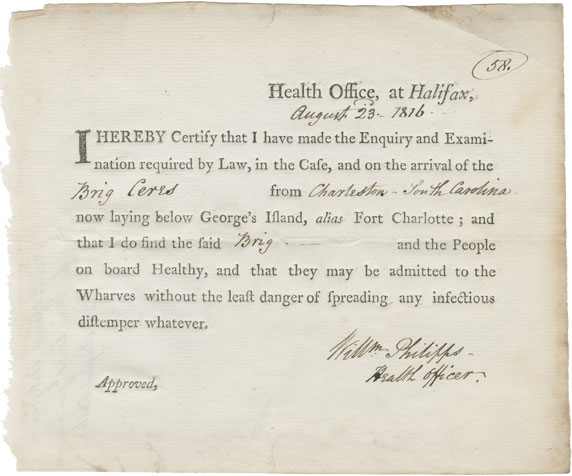 58.
Health Office, at Halifax,
August 23. 1816
I HEREBY Certify that I have made the Enquiry and Exami-
nation required by Law, in the Caſe, and on the arrival of the
Brig Ceres from Charleston - South Carolina
now laying below George's Iſland, alias Fort Charlotte ; and
that I do find the ſaid Brig and the People
on board Healthy, and that they may be admitted to the
Wharves without the leaſt danger of ſpreading any infectious
diſtemper whatever.
Willm Philipps -
Health Officer.
Approved,